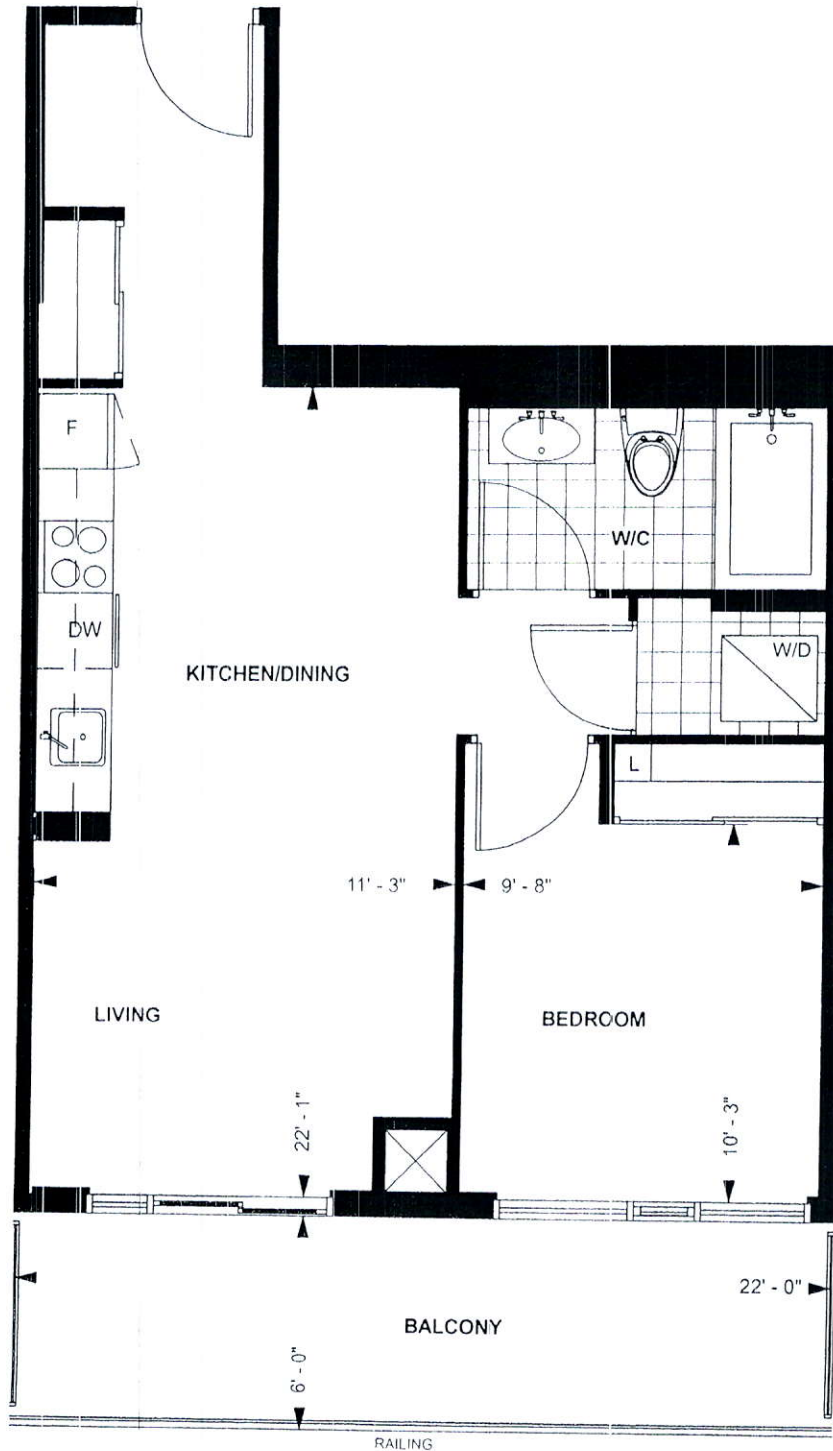 F
W/C
DW
W/D
KITCHEN/DINING
L
11' - 3"
9' - 8"
LIVING
BEDROOM
22' - 1"
10' - 3"
22' - 0"
BALCONY
6' - 0"
RAILING